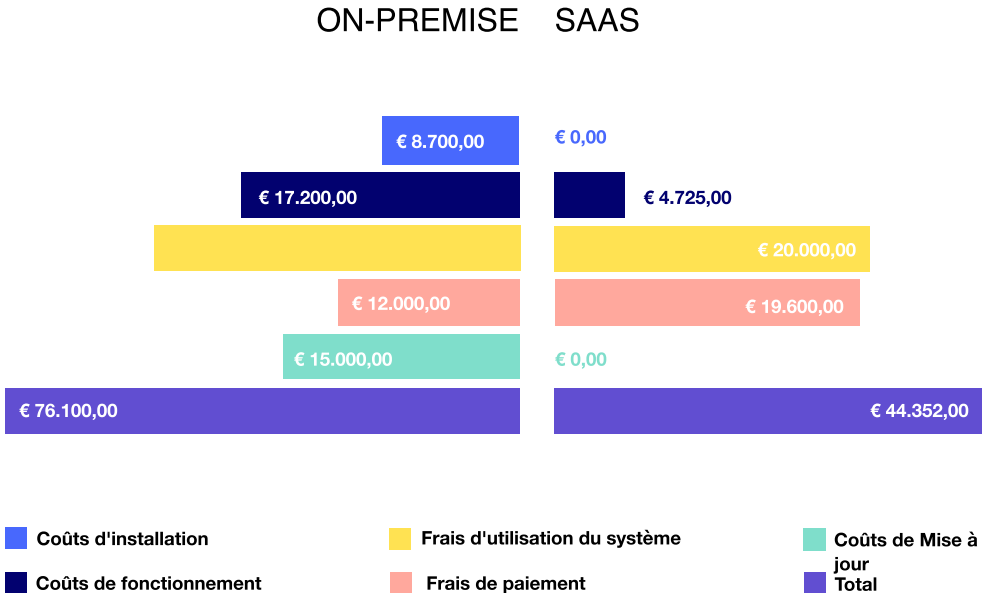 ON-PREMISE SAAS
€ 8.700,00 € 0,00
€ 17.200,00 € 4.725,00
€ 20.000,00
€ 12.000,00 € 19.600,00
€ 15.000,00 € 0,00
€ 76.100,00 € 44.352,00
Coûts d'installation
Coûts de fonctionnement
Frais d'utilisation du système
Frais de paiement
Coûts de Mise à
jour
Total